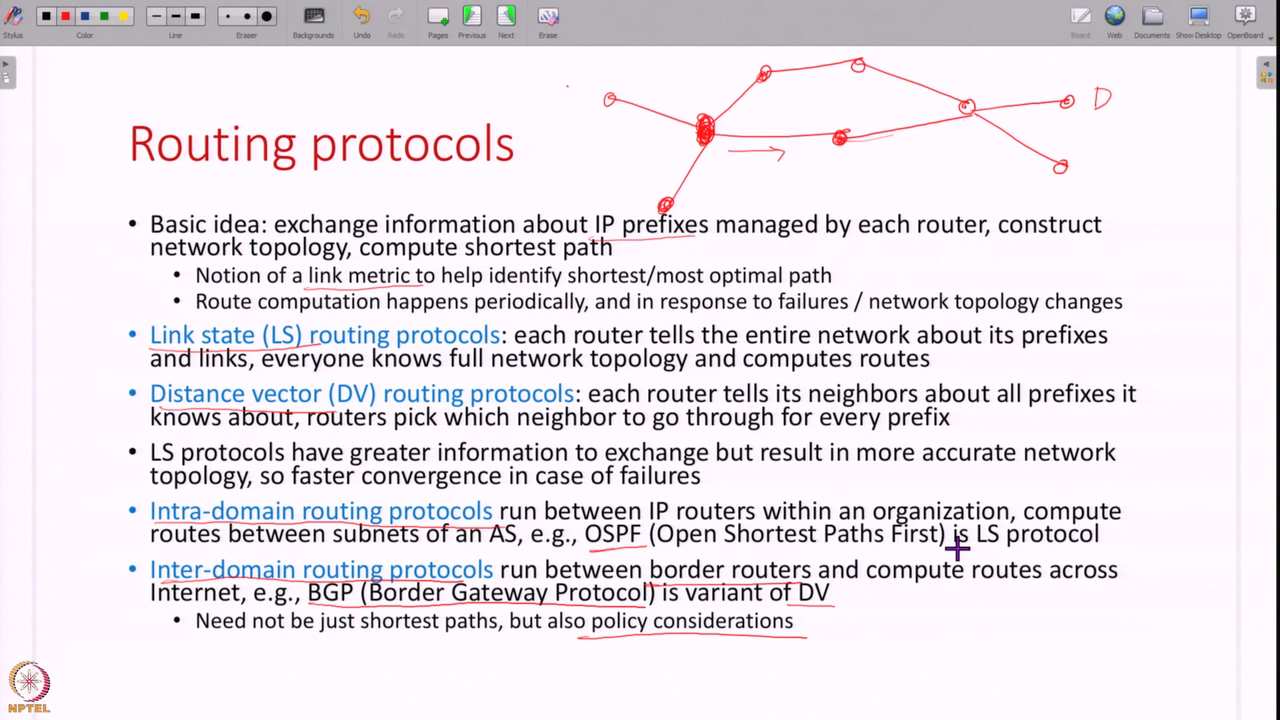 Stylus
Color
Line
Eraser
Backgrounds
Undo
Redo
Pages
Previous
Next
Erase
Board
Web
Documents
Show Desktop
OpenBoard
D
Routing protocols
• Basic idea: exchange information about IP prefixes managed by each router, construct
network topology, compute shortest path
• Notion of a link metric to help identify shortest/most optimal path
• Route computation happens periodically, and in response to failures / network topology changes
• Link state (LS) routing protocols: each router tells the entire network about its prefixes
and links, everyone knows full network topology and computes routes
• Distance vector (DV) routing protocols: each router tells its neighbors about all prefixes it
knows about, routers pick which neighbor to go through for every prefix
• LS protocols have greater information to exchange but result in more accurate network
topology, so faster convergence in case of failures
• Intra-domain routing protocols run between IP routers within an organization, compute
routes between subnets of an AS, e.g., OSPF (Open Shortest Paths First) is LS protocol
• Inter-domain routing protocols run between border routers and compute routes across
Internet, e.g., BGP (Border Gateway Protocol) is variant of DV
• Need not be just shortest paths, but also policy considerations
NPTEL